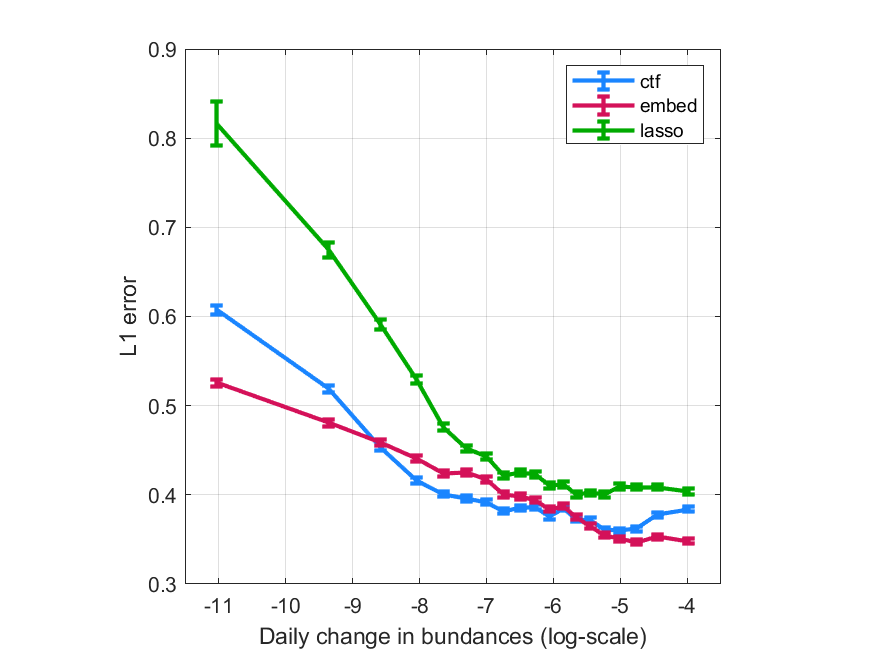 0.9
0.8
0.7
0.6
0.5
0.4
0.3
L1 error
-11 -10 -9 -8 -7 -6 -5 -4
Daily change in bundances (log-scale)
ctf
embed
lasso